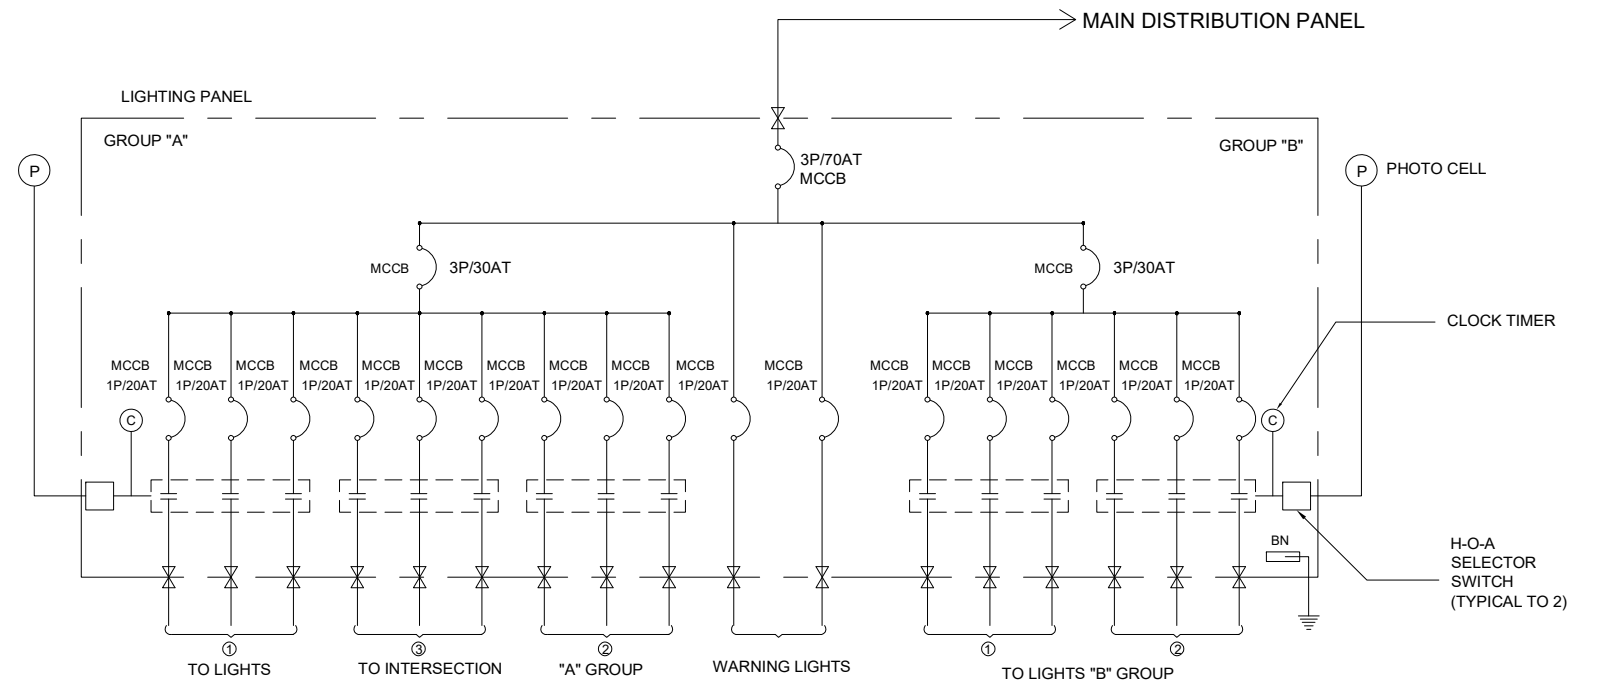 MAIN DISTRIBUTION PANEL
LIGHTING PANEL
GROUP "A"
GROUP "B"
P
3P/70AT
MCCB
P
PHOTO CELL
MCCB
3P/30AT
MCCB
3P/30AT
CLOCK TIMER
MCCB
1P/20AT
MCCB
1P/20AT
MCCB
1P/20AT
MCCB
1P/20AT
MCCB
1P/20AT
MCCB
1P/20AT
MCCB
1P/20AT
MCCB
1P/20AT
MCCB
1P/20AT
MCCB
1P/20AT
MCCB
1P/20AT
MCCB
1P/20AT
MCCB
1P/20AT
MCCB
1P/20AT
MCCB
1P/20AT
MCCB
1P/20AT
MCCB
1P/20AT
C
C
BN
H-O-A
SELECTOR
SWITCH
(TYPICAL TO 2)
1
TO LIGHTS
3
TO INTERSECTION
2
"A" GROUP
WARNING LIGHTS
1
2
TO LIGHTS "B" GROUP